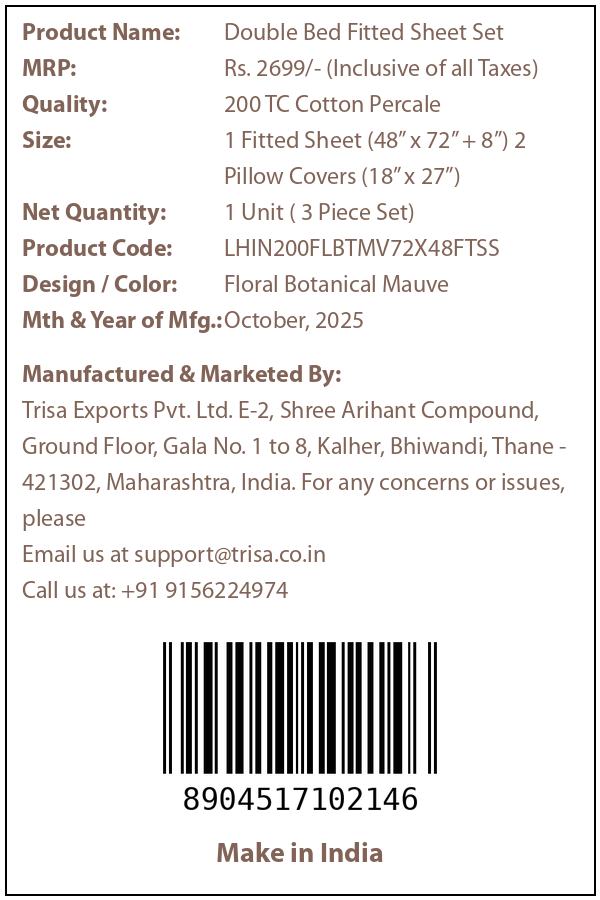 Product Name: Double Bed Fitted Sheet Set
MRP: Rs. 2699/- (Inclusive of all Taxes)
Quality: 200 TC Cotton Percale
Size: 1 Fitted Sheet (48” x 72” + 8”) 2
Pillow Covers (18” x 27”)
Net Quantity: 1 Unit ( 3 Piece Set)
Product Code: LHIN200FLBTMV72X48FTSS
Design / Color: Floral Botanical Mauve
Mth & Year of Mfg.: October, 2025
Manufactured & Marketed By:
Trisa Exports Pvt. Ltd. E-2, Shree Arihant Compound,
Ground Floor, Gala No. 1 to 8, Kalher, Bhiwandi, Thane -
421302, Maharashtra, India. For any concerns or issues,
please
Email us at support@trisa.co.in
Call us at: +91 9156224974
8904517102146
Make in India